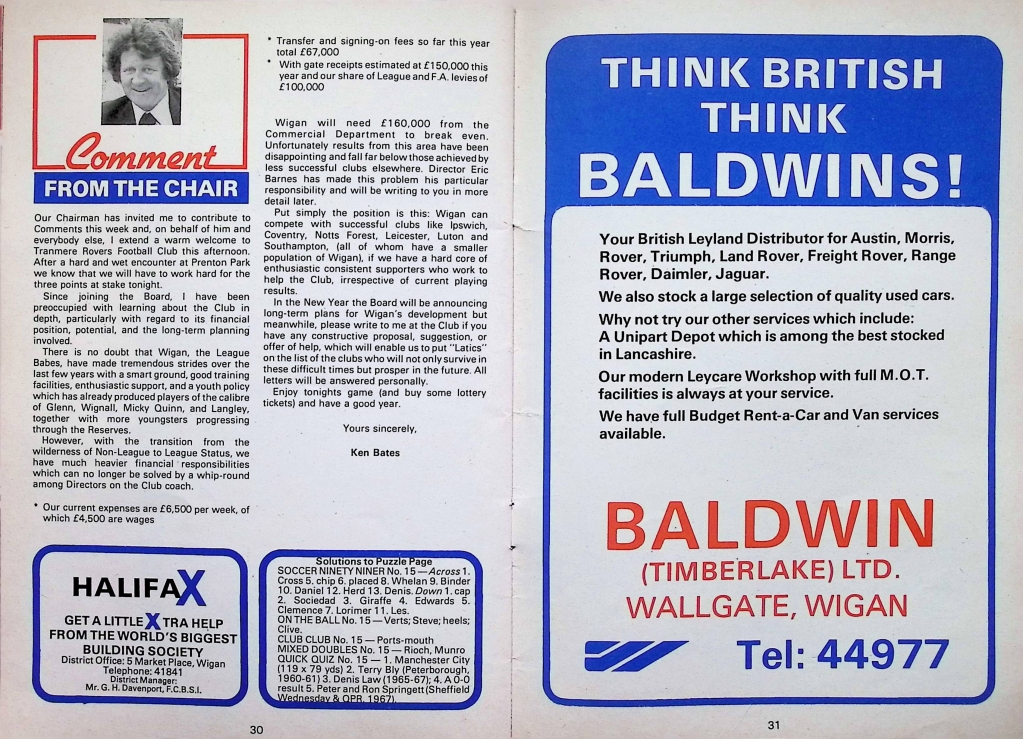 Comment
FROM THE CHAIR
Our Chairman has invited me to contribute to
Comments this week and, on behalf of him and
everybody else, I extend a warm welcome to
Tranmere Rovers Football Club this afternoon.
After a hard and wet encounter at Prenton Park
we know that we will have to work hard for the
three points at stake tonight.
Since joining the Board, I have been
preoccupied with learning about the Club in
depth, particularly with regard to its financial
position, potential, and the long-term planning
involved.
There is no doubt that Wigan, the League
Babes, have made tremendous strides over the
last few years with a smart ground, good training
facilities, enthusiastic support, and a youth policy
which has already produced players of the calibre
of Glenn, Wignall, Micky Quinn, and Langley,
together with more youngsters progressing
through the Reserves.
However, with the transition from the
wilderness of Non-League to League Status, we
have much heavier financial responsibilities
which can no longer be solved by a whip-round
among Directors on the Club coach.
* Our current expenses are £6,500 per week, of
which £4,500 are wages
* Transfer and signing-on fees so far this year
total £67,000
* With gate receipts estimated at £150,000 this
year and our share of League and F.A. levies of
£100,000
Wigan will need £160,000 from the
Commercial Department to break even.
Unfortunately results from this area have been
disappointing and fall far below those achieved by
less successful clubs elsewhere. Director Eric
Barnes has made this problem his particular
responsibility and will be writing to you in more
detail later.
Put simply the position is this: Wigan can
compete with successful clubs like Ipswich,
Coventry, Notts Forest, Leicester, Luton and
Southampton, (all of whom have a smaller
population of Wigan), if we have a hard core of
enthusiastic consistent supporters who work to
help the Club, irrespective of current playing
results.
In the New Year the Board will be announcing
long-term plans for Wigan's development but
meanwhile, please write to me at the Club if you
have any constructive proposal, suggestion, or
offer of help, which will enable us to put "Latics"
on the list of the clubs who will not only survive in
these difficult times but prosper in the future. All
letters will be answered personally.
Enjoy tonights game (and buy some lottery
tickets) and have a good year.
Yours sincerely,
Ken Bates
HALIFAX
GET A LITTLE XTRA HELP
FROM THE WORLD'S BIGGEST
BUILDING SOCIETY
District Office: 5 Market Place, Wigan
Telephone: 41841
District Manager:
Mr. G. H. Davenport, F.C.B.S.I.
Solutions to Puzzle Page
SOCCER NINETY NINER No. 15 — Across 1.
Cross 5. chip 6. placed 8. Whelan 9. Binder
10. Daniel 12. Herd 13. Denis. Down 1. cap
2. Sociedad 3. Giraffe 4. Edwards 5.
Clemence 7. Lorimer 11. Les.
ON THE BALL No. 15 — Verts; Steve; heels;
Clive.
CLUB CLUB No. 15 — Ports-mouth
MIXED DOUBLES No. 15 — Rioch, Munro
QUICK QUIZ No. 15 — 1. Manchester City
(119 x 79 yds) 2. Terry Bly (Peterborough,
1960-61) 3. Denis Law (1965-67); 4. A 0-0
result 5. Peter and Ron Springett (Sheffield
Wednesday & QPR, 1967).
30
THINK BRITISH
THINK
BALDWINS!
Your British Leyland Distributor for Austin, Morris,
Rover, Triumph, Land Rover, Freight Rover, Range
Rover, Daimler, Jaguar.
We also stock a large selection of quality used cars.
Why not try our other services which include:
A Unipart Depot which is among the best stocked
in Lancashire.
Our modern Leycare Workshop with full M.O.T.
facilities is always at your service.
We have full Budget Rent-a-Car and Van services
available.
BALDWIN
(TIMBERLAKE) LTD.
WALLGATE, WIGAN
Tel: 44977
31